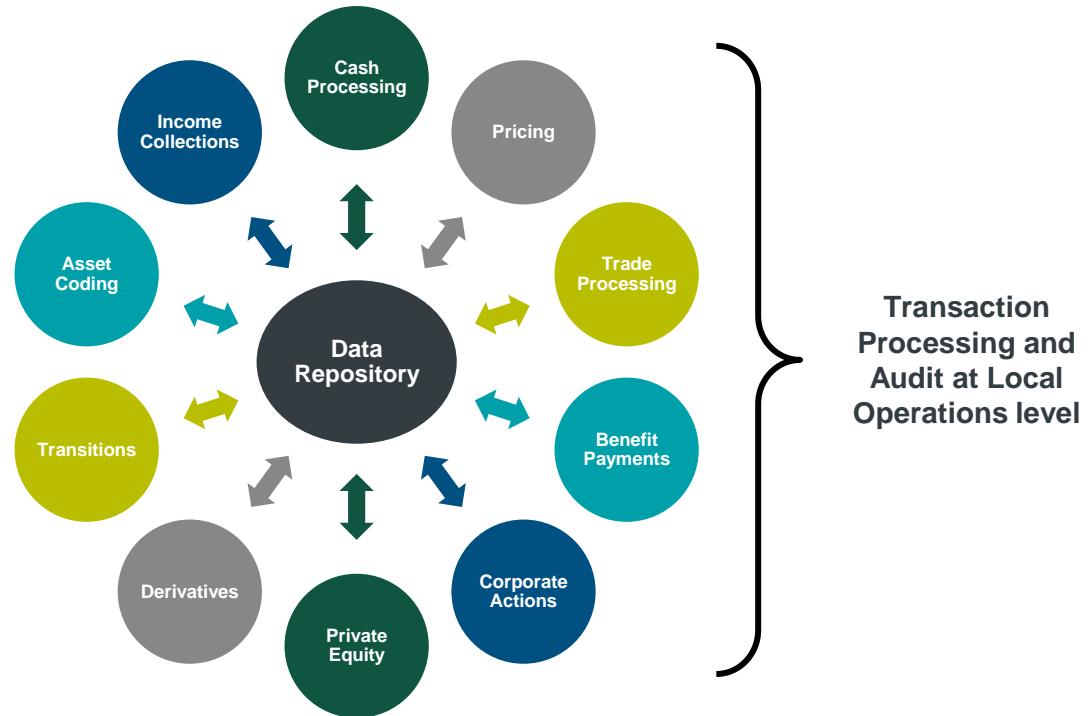 Cash
Processing
Pricing
Trade
Processing
Benefit
Payments
Corporate
Actions
Private
Equity
Derivatives
Transitions
Asset
Coding
Income
Collections
Data
Repository
Transaction
Processing and
Audit at Local
Operations level